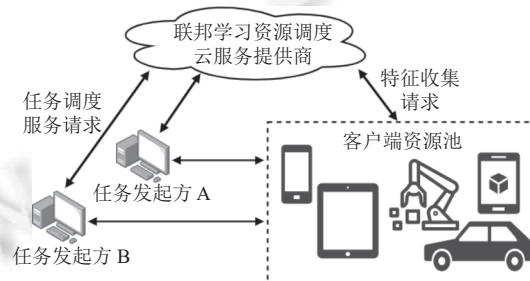 联邦学习资源调度
云服务提供商
任务调度
服务请求
特征收集
请求
客户端资源池
任务发起方 A
任务发起方 B